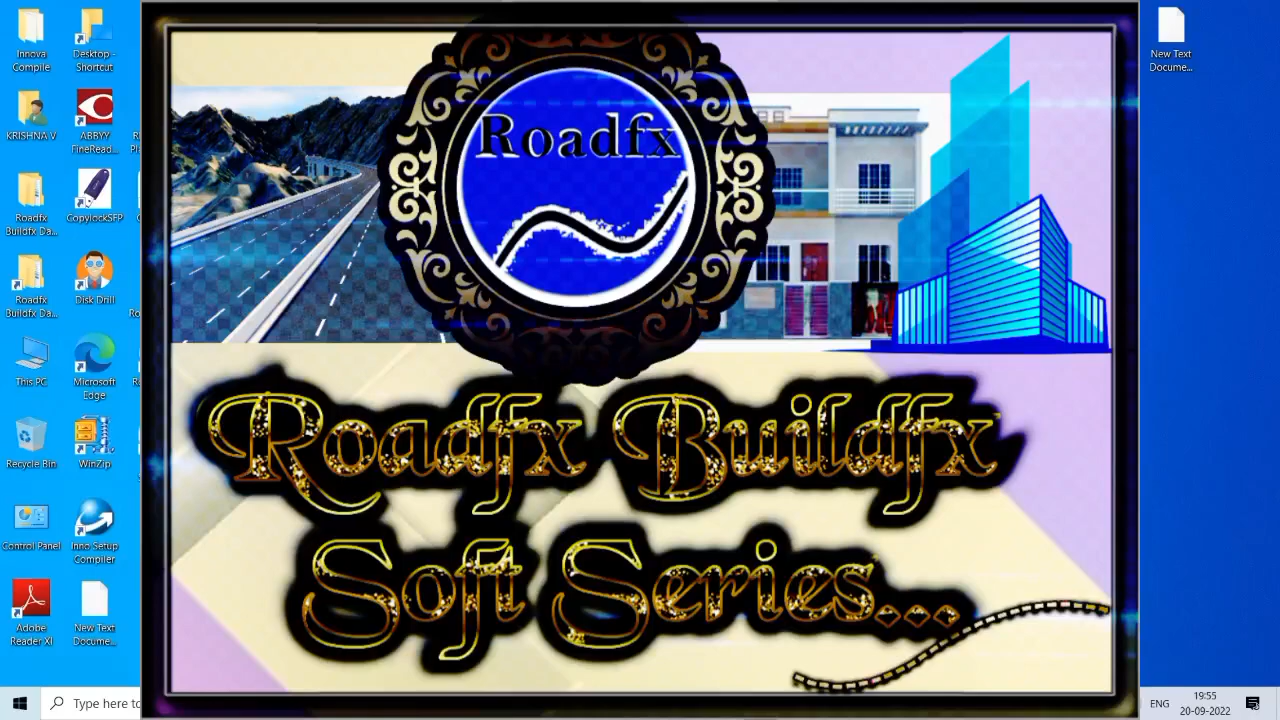 Innova
Compile
Desktop -
Shortcut
KRISHNA V
ABBYY
FineRead...
Roadfx
Buildfx Da...
CopylockSFP
Roadfx
Buildfx Da...
Disk Drill
This PC
Microsoft
Edge
Recycle Bin
WinZip
Control Panel
Inno Setup
Compiler
Adobe
Reader XI
New Text
Docume...
Roadfx
Roadfx Buildfx
Soft Series...
New Text
Docume...
Type here to
ENG
19:55
20-09-2022